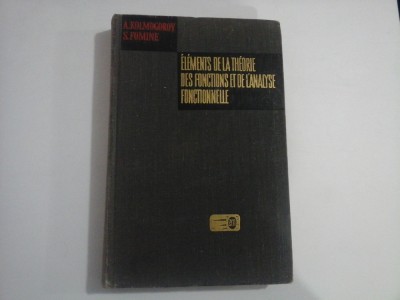 A. KOLMOGOROV
S. FOMINE
ÉLÉMENTS DE LA THÉORIE
DES FONCTIONS ET DE L'ANALYSE
FONCTIONNELLE